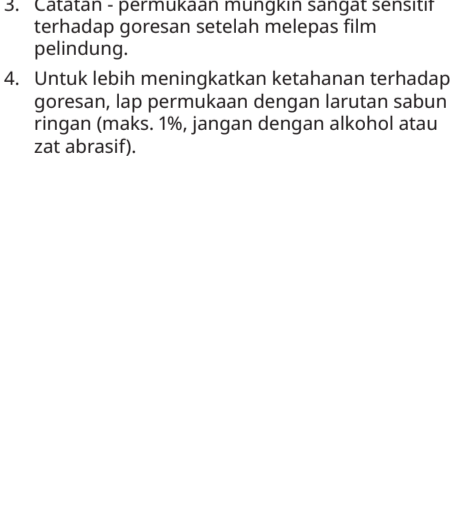 3. Catatan - permukaan mungkin sangat sensitif
terhadap goresan setelah melepas film
pelindung.
4. Untuk lebih meningkatkan ketahanan terhadap
goresan, lap permukaan dengan larutan sabun
ringan (maks. 1%, jangan dengan alkohol atau
zat abrasif).